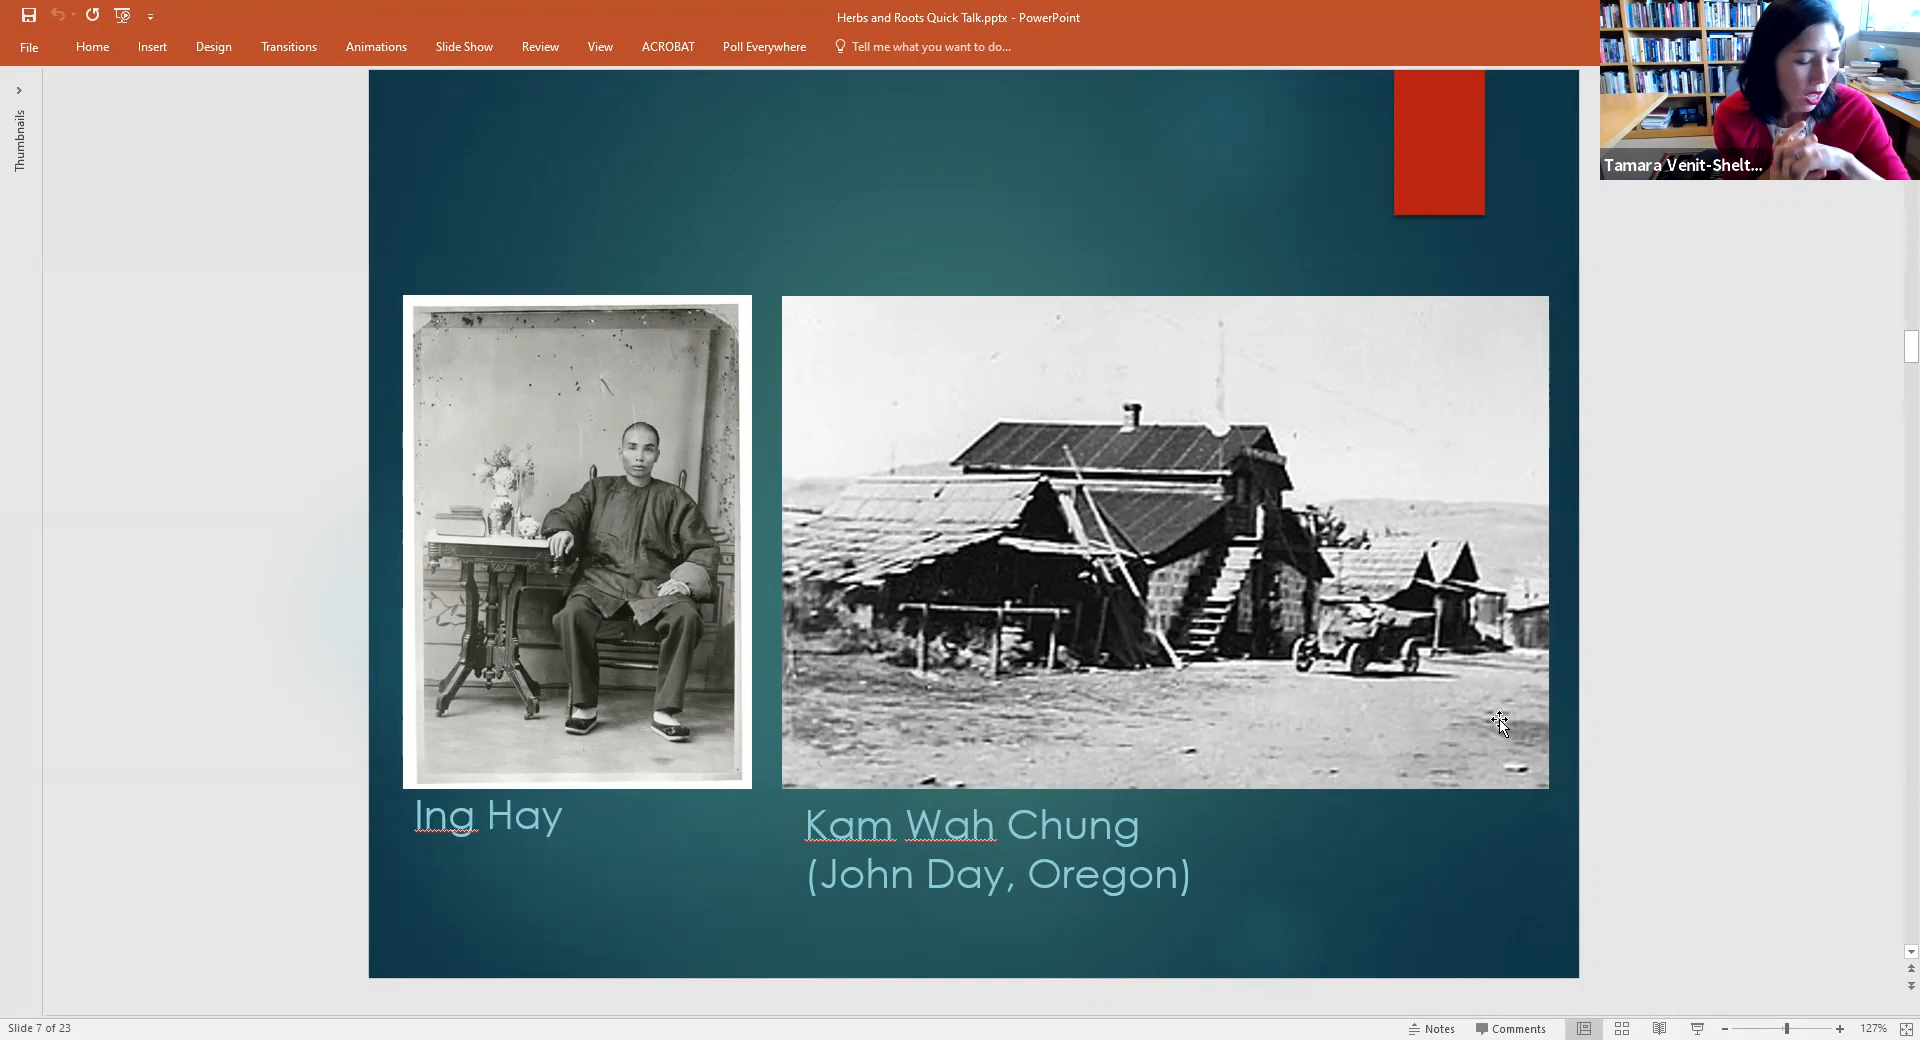 Herbs and Roots Quick Talk.pptx - PowerPoint
File Home Insert Design Transitions Animations Slide Show Review View ACROBAT Poll Everywhere Tell me what you want to do...
Tamara Venit-Shelt...
Thumbnails
Ing Hay
Kam Wah Chung
(John Day, Oregon)
Slide 7 of 23 Notes Comments 127%